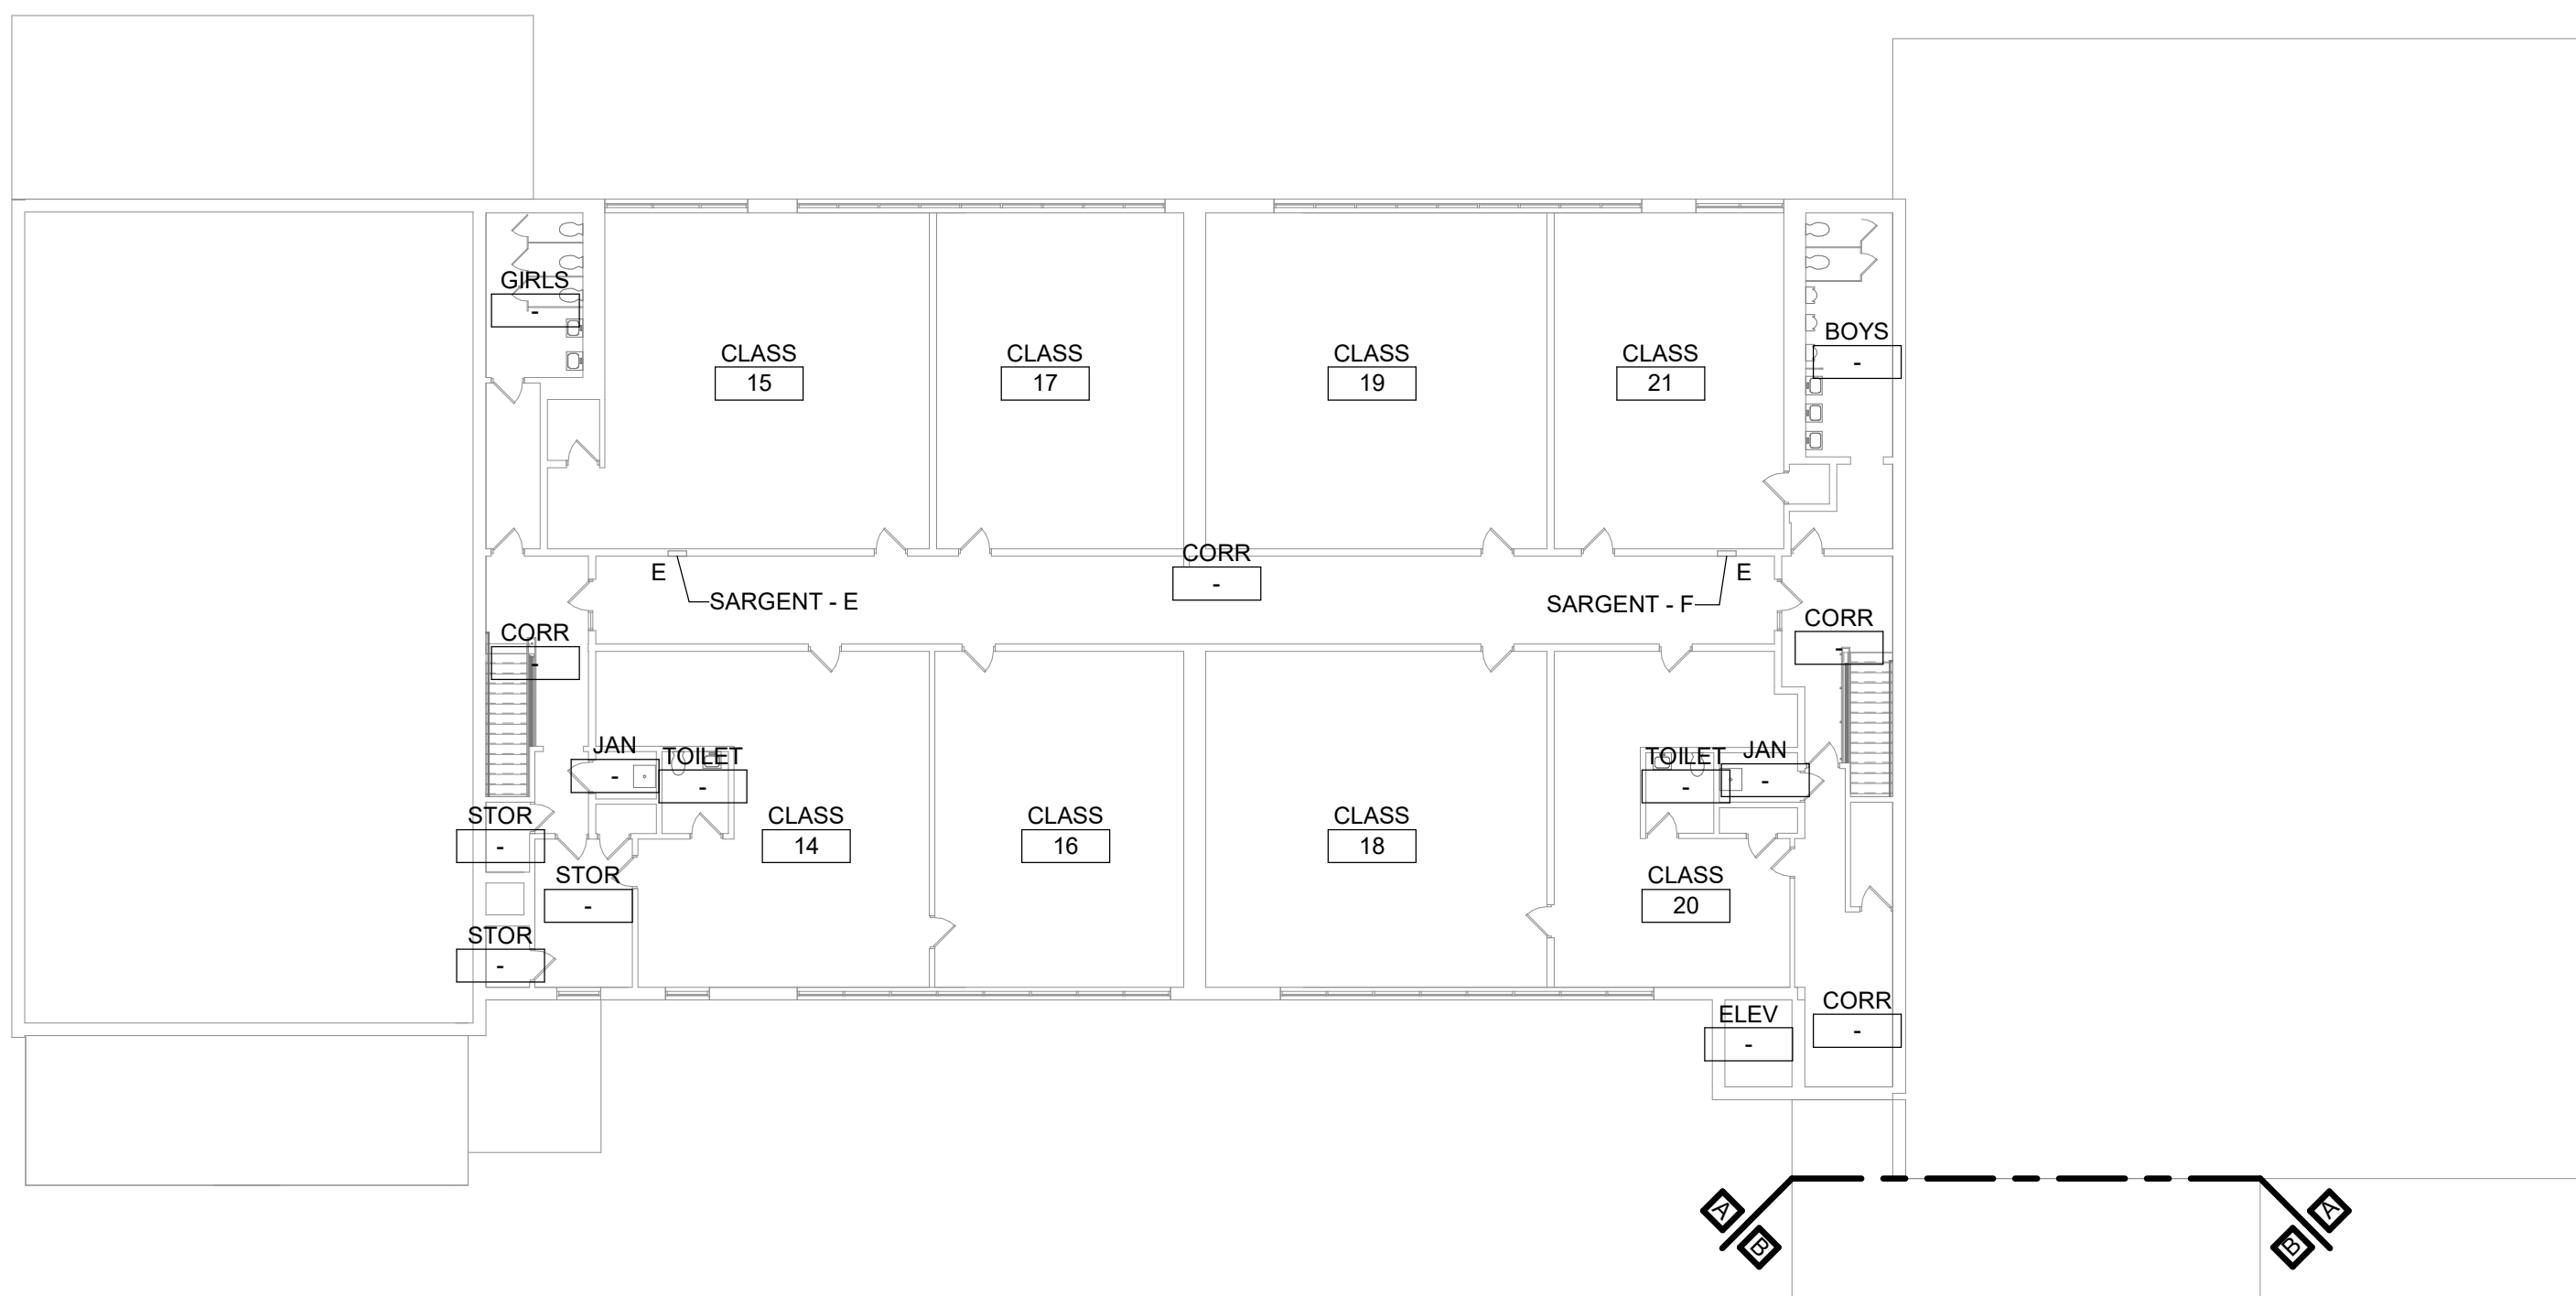 GIRLS
-
BOYS
-
CLASS
15
CLASS
17
CLASS
19
CLASS
21
CORR
-
E
SARGENT - E
E
SARGENT - F
CORR
-
CORR
-
JAN
-
TOILET
-
TOILET
-
JAN
-
STOR
-
CLASS
14
CLASS
16
CLASS
18
STOR
-
CLASS
20
STOR
-
ELEV
-
CORR
-
A
B
A
B